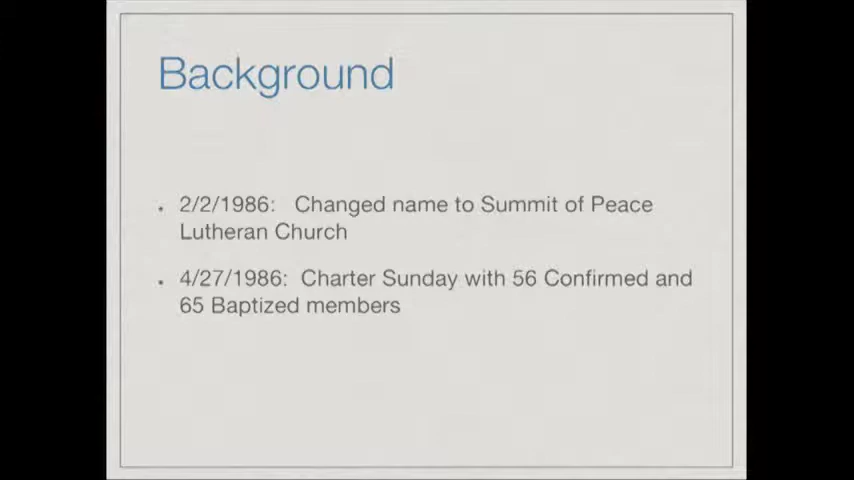 Background
• 2/2/1986: Changed name to Summit of Peace
Lutheran Church
• 4/27/1986: Charter Sunday with 56 Confirmed and
65 Baptized members